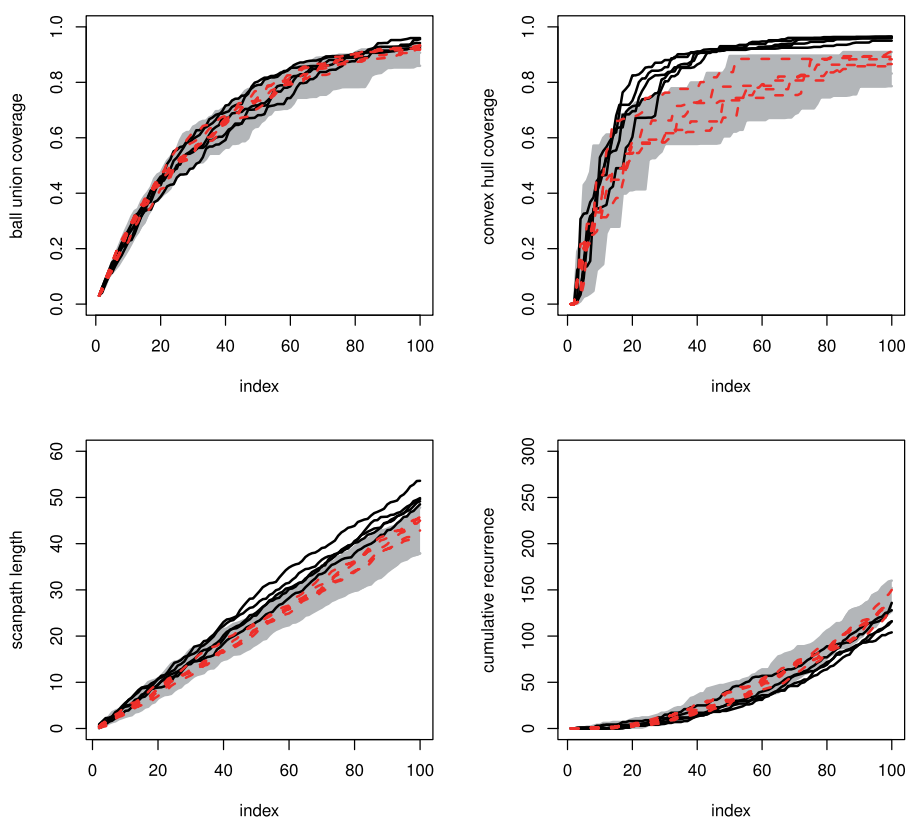 ball union coverage
1.0
0.8
0.6
0.4
0.2
0.0
0 20 40 60 80 100
index
convex hull coverage
1.0
0.8
0.6
0.4
0.2
0.0
0 20 40 60 80 100
index
scanpath length
60
50
40
30
20
10
0
0 20 40 60 80 100
index
cumulative recurrence
300
250
200
150
100
50
0
0 20 40 60 80 100
index